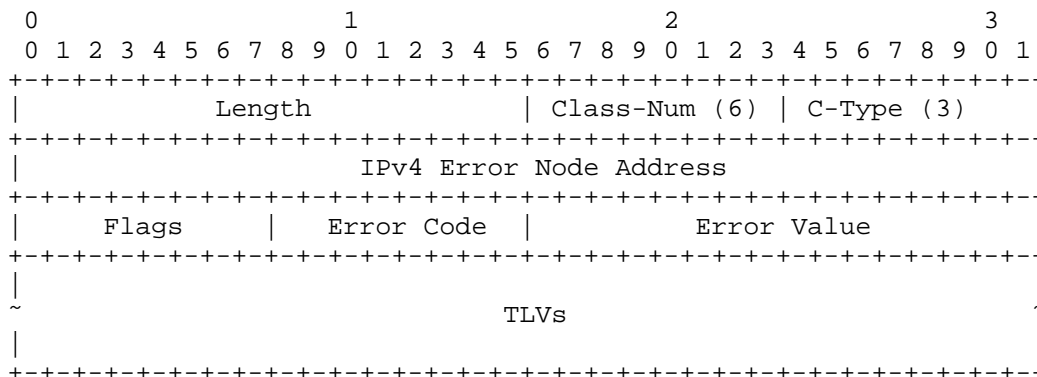 0                   1                   2                   3
 0 1 2 3 4 5 6 7 8 9 0 1 2 3 4 5 6 7 8 9 0 1 2 3 4 5 6 7 8 9 0 1
+-+-+-+-+-+-+-+-+-+-+-+-+-+-+-+-+-+-+-+-+-+-+-+-+-+-+-+-+-+-+-+-
|            Length             | Class-Num (6) | C-Type (3)
+-+-+-+-+-+-+-+-+-+-+-+-+-+-+-+-+-+-+-+-+-+-+-+-+-+-+-+-+-+-+-+-
|                     IPv4 Error Node Address
+-+-+-+-+-+-+-+-+-+-+-+-+-+-+-+-+-+-+-+-+-+-+-+-+-+-+-+-+-+-+-+-
|     Flags     |   Error Code  |          Error Value
+-+-+-+-+-+-+-+-+-+-+-+-+-+-+-+-+-+-+-+-+-+-+-+-+-+-+-+-+-+-+-+-
|
~                              TLVs                             ~
|
+-+-+-+-+-+-+-+-+-+-+-+-+-+-+-+-+-+-+-+-+-+-+-+-+-+-+-+-+-+-+-+-